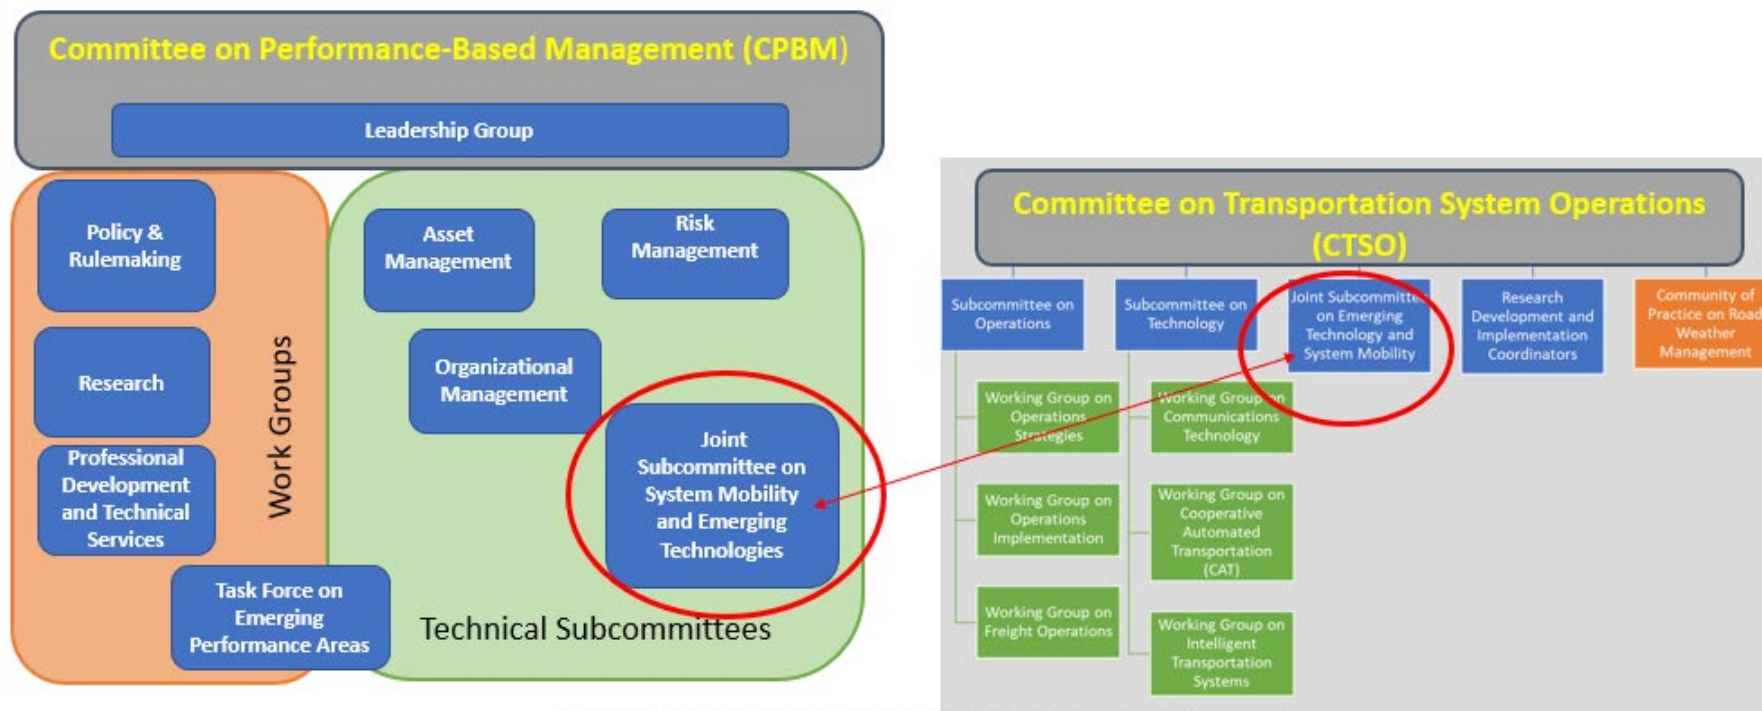 Committee on Performance-Based Management (CPBM)
Leadership Group
Policy &
Rulemaking
Research
Professional
Development
and Technical
Services
Work Groups
Task Force on
Emerging
Performance Areas
Asset
Management
Risk
Management
Organizational
Management
Joint
Subcommittee on
System Mobility
and Emerging
Technologies
Technical Subcommittees
Committee on Transportation System Operations
(CTSO)
Subcommittee on
Operations
Working Group on
Operations
Strategies
Working Group on
Operations
Implementation
Working Group on
Freight Operations
Subcommittee on
Technology
Working Group on
Communications
Technology
Working Group on
Cooperative
Automated
Transportation
(CAT)
Working Group on
Intelligent
Transportation
Systems
Joint Subcommittee
on Emerging
Technology and
System Mobility
Research
Development and
Implementation
Coordinators
Community of
Practice on Road
Weather
Management